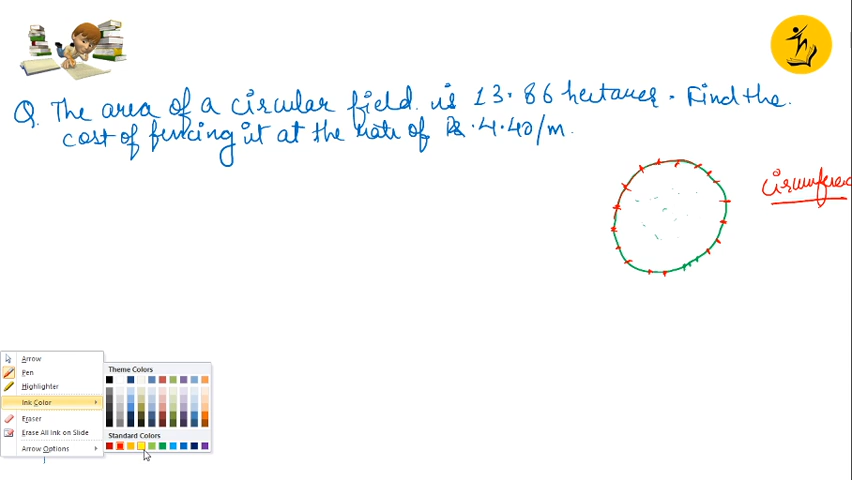 Q. The area of a circular field is 13.86 hectares. Find the
cost of fencing it at the rate of Rs.4.40/m.
Arrow
Pen
Highlighter
Ink Color
Eraser
Erase All Ink on Slide
Arrow Options
Theme Colors
Standard Colors